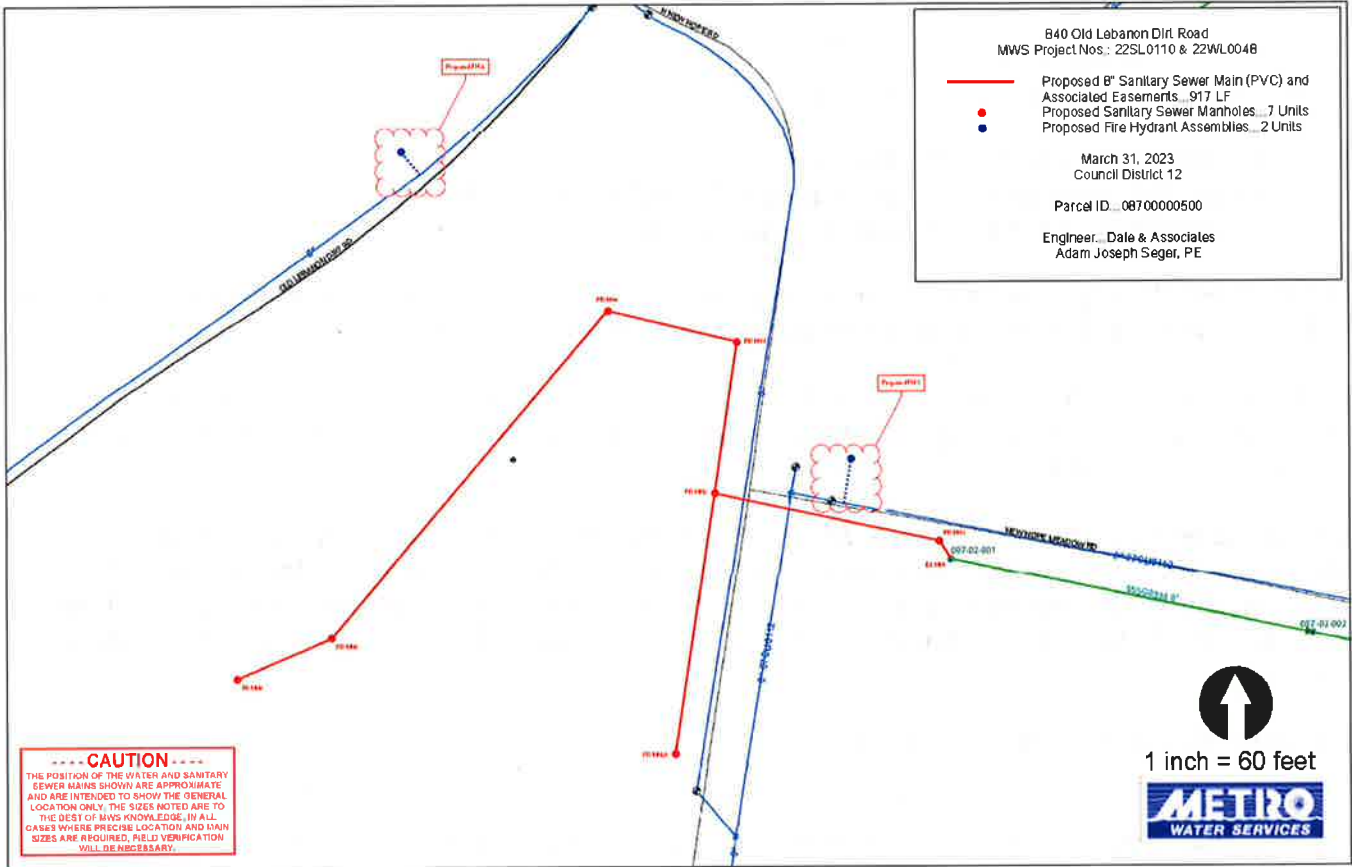 840 Old Lebanon Dirt Road
MWS Project Nos.: 22SL0110 & 22WL0048
Proposed 8" Sanitary Sewer Main (PVC) and
Associated Easements...917 LF
Proposed Sanitary Sewer Manholes...7 Units
Proposed Fire Hydrant Assemblies...2 Units
March 31, 2023
Council District 12
Parcel ID...08700000500
Engineer...Dale & Associates
Adam Joseph Seger, PE
N NEW HOPE RD
OLD LEBANON DIRT RD
NEW HOPE MEADOW RD
087-02-001
1 inch = 60 feet
METRO
WATER SERVICES
- - - - CAUTION - - - -
THE POSITION OF THE WATER AND SANITARY
SEWER MAINS SHOWN ARE APPROXIMATE
AND ARE INTENDED TO SHOW THE GENERAL
LOCATION ONLY. THE SIZES NOTED ARE TO
THE BEST OF MWS KNOWLEDGE, IN ALL
CASES WHERE PRECISE LOCATION AND MAIN
SIZES ARE REQUIRED, FIELD VERIFICATION
WILL BE NECESSARY.